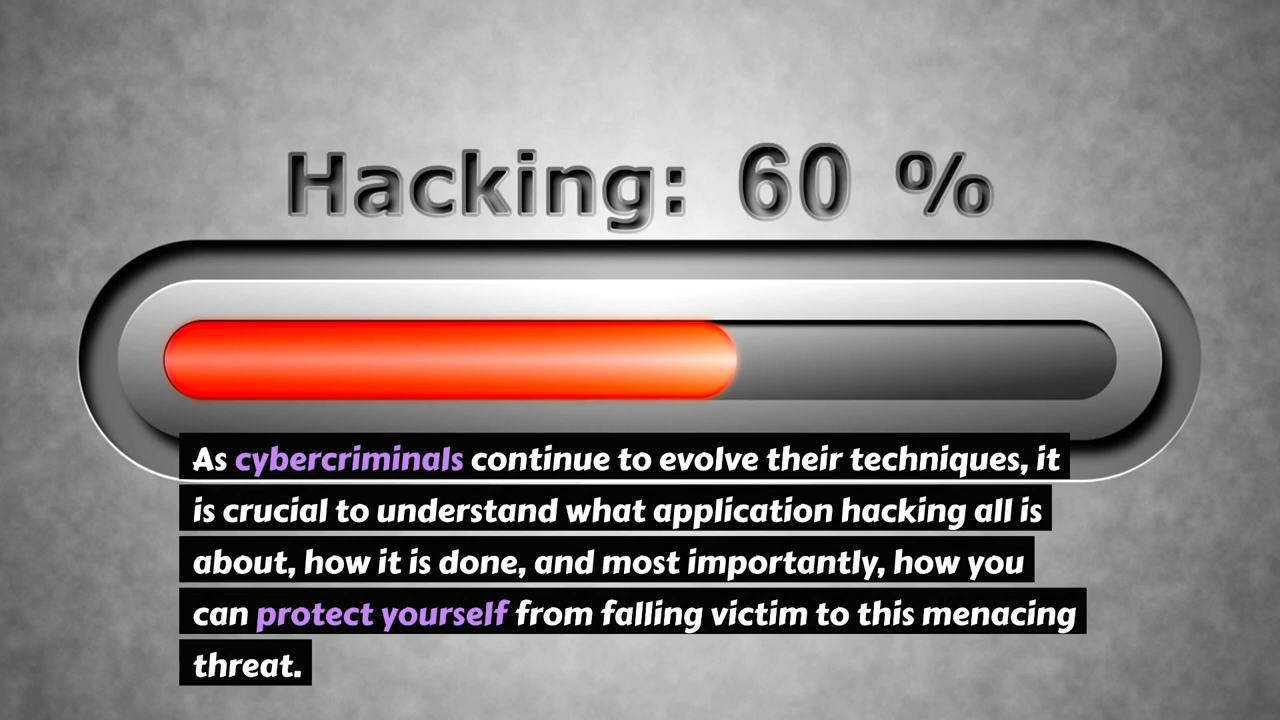 Hacking: 60 %
As cybercriminals continue to evolve their techniques, it
is crucial to understand what application hacking all is
about, how it is done, and most importantly, how you
can protect yourself from falling victim to this menacing
threat.